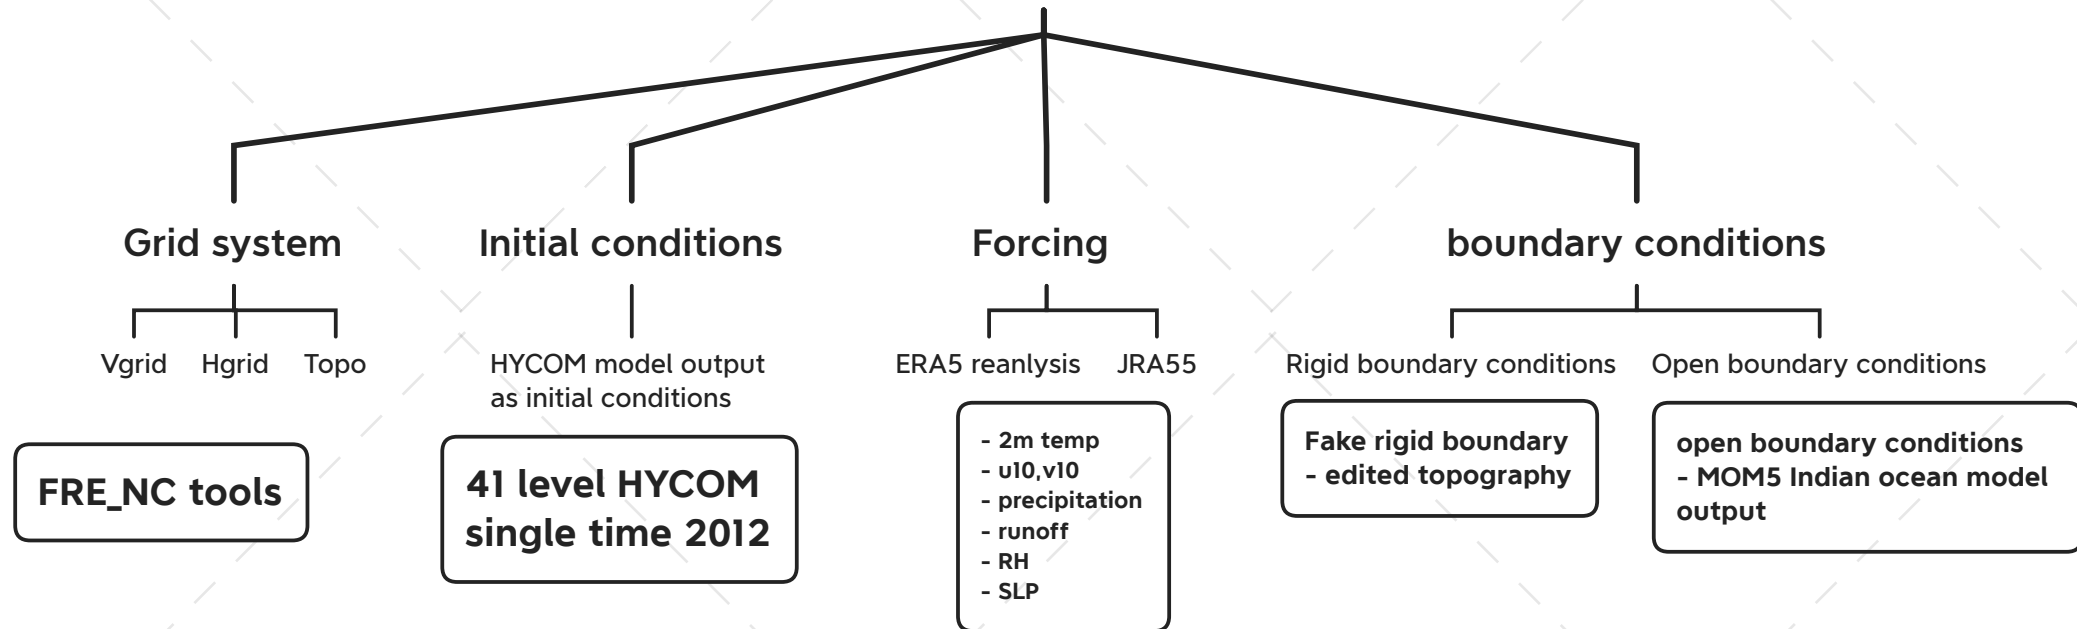 Grid system
Initial conditions
Forcing
boundary conditions
Vgrid
Hgrid
Topo
HYCOM model output
as initial conditions
ERA5 reanlysis
JRA55
Rigid boundary conditions
Open boundary conditions
FRE_NC tools
41 level HYCOM
single time 2012
- 2m temp
- u10,v10
- precipitation
- runoff
- RH
- SLP
Fake rigid boundary
- edited topography
open boundary conditions
- MOM5 Indian ocean model
output